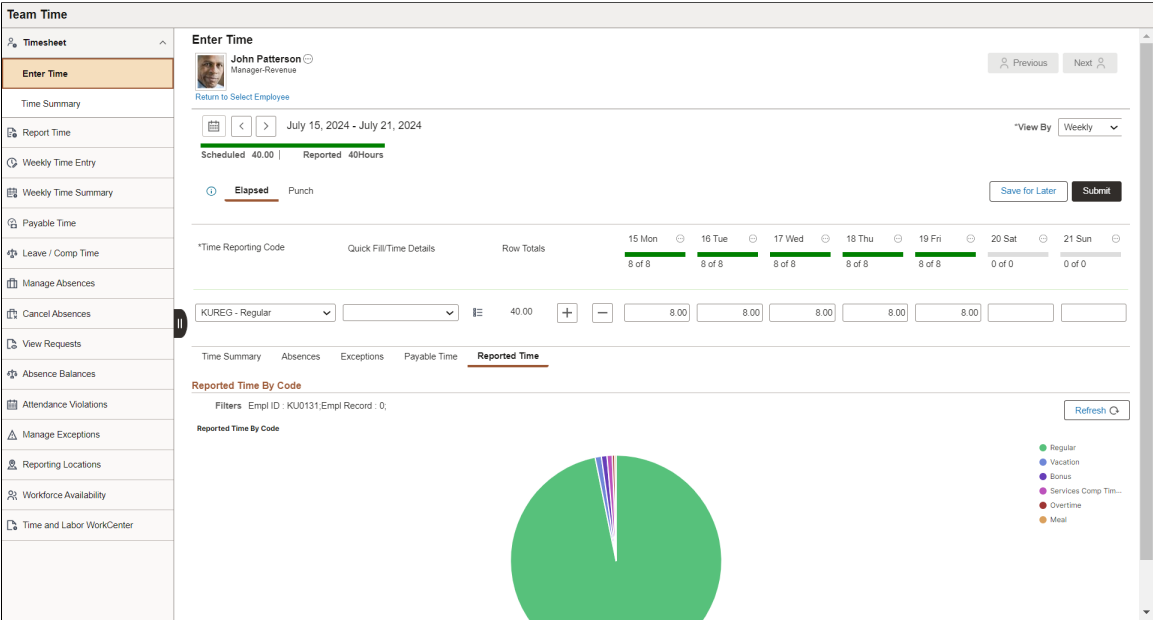 Team Time
Timesheet
Enter Time
Time Summary
Report Time
Weekly Time Entry
Weekly Time Summary
Payable Time
Leave / Comp Time
Manage Absences
Cancel Absences
View Requests
Absence Balances
Attendance Violations
Manage Exceptions
Reporting Locations
Workforce Availability
Time and Labor WorkCenter
Enter Time
John Patterson
Manager-Revenue
Return to Select Employee
Previous Next
July 15, 2024 - July 21, 2024
*View By Weekly
Scheduled 40.00 | Reported 40Hours
Elapsed Punch
Save for Later Submit
*Time Reporting Code Quick Fill/Time Details Row Totals
15 Mon 16 Tue 17 Wed 18 Thu 19 Fri 20 Sat 21 Sun
8 of 8 8 of 8 8 of 8 8 of 8 8 of 8 0 of 0 0 of 0
KUREG - Regular 40.00 + − 8.00 8.00 8.00 8.00 8.00
Time Summary Absences Exceptions Payable Time Reported Time
Reported Time By Code
Filters Empl ID : KU0131;Empl Record : 0;
Refresh
Reported Time By Code
Regular
Vacation
Bonus
Services Comp Tim...
Overtime
Meal